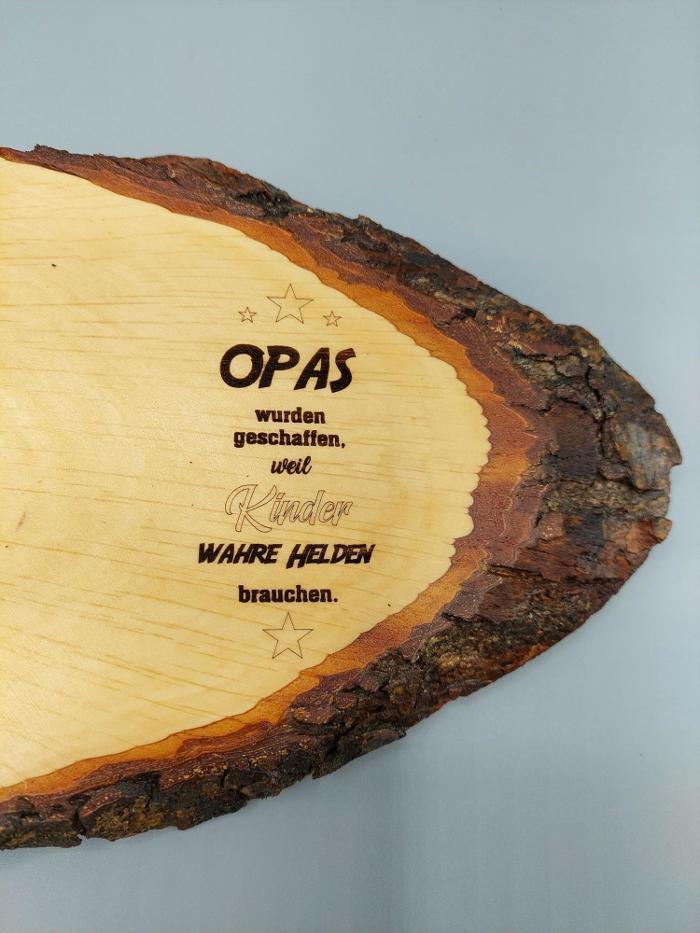 OPAS
wurden
geschaffen,
weil
Kinder
WAHRE HELDEN
brauchen.